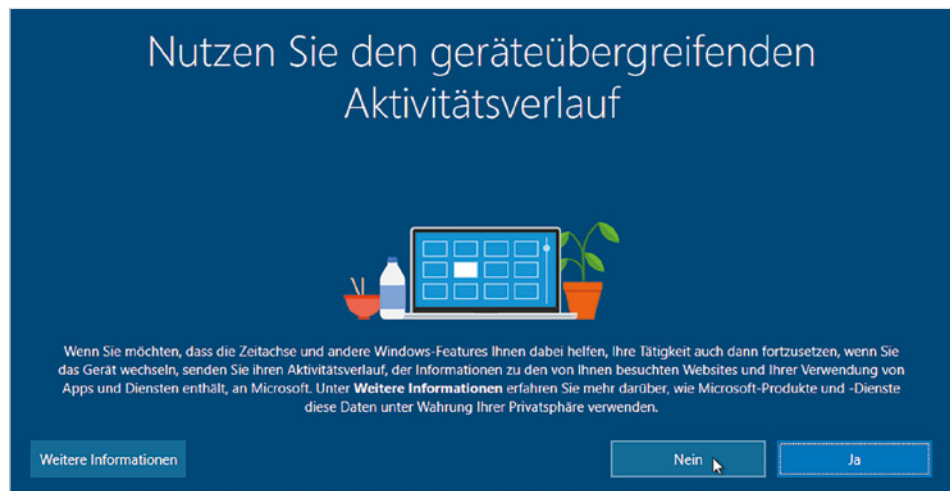 Nutzen Sie den geräteübergreifenden
Aktivitätsverlauf
Wenn Sie möchten, dass die Zeitachse und andere Windows-Features Ihnen dabei helfen, Ihre Tätigkeit auch dann fortzusetzen, wenn Sie
das Gerät wechseln, senden Sie ihren Aktivitätsverlauf, der Informationen zu den von Ihnen besuchten Websites und Ihrer Verwendung von
Apps und Diensten enthält, an Microsoft. Unter Weitere Informationen erfahren Sie mehr darüber, wie Microsoft-Produkte und -Dienste
diese Daten unter Wahrung Ihrer Privatsphäre verwenden.
Weitere Informationen
Nein
Ja